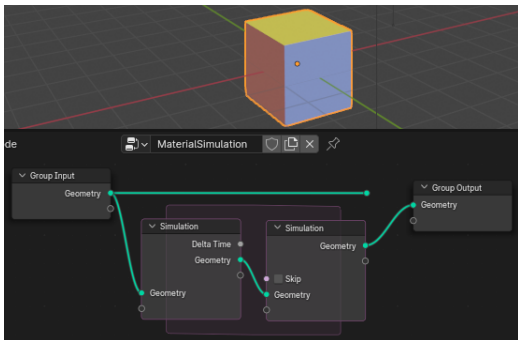 de
MaterialSimulation
Group Input
Geometry
Group Output
Geometry
Simulation
Delta Time
Geometry
Geometry
Simulation
Geometry
Skip
Geometry